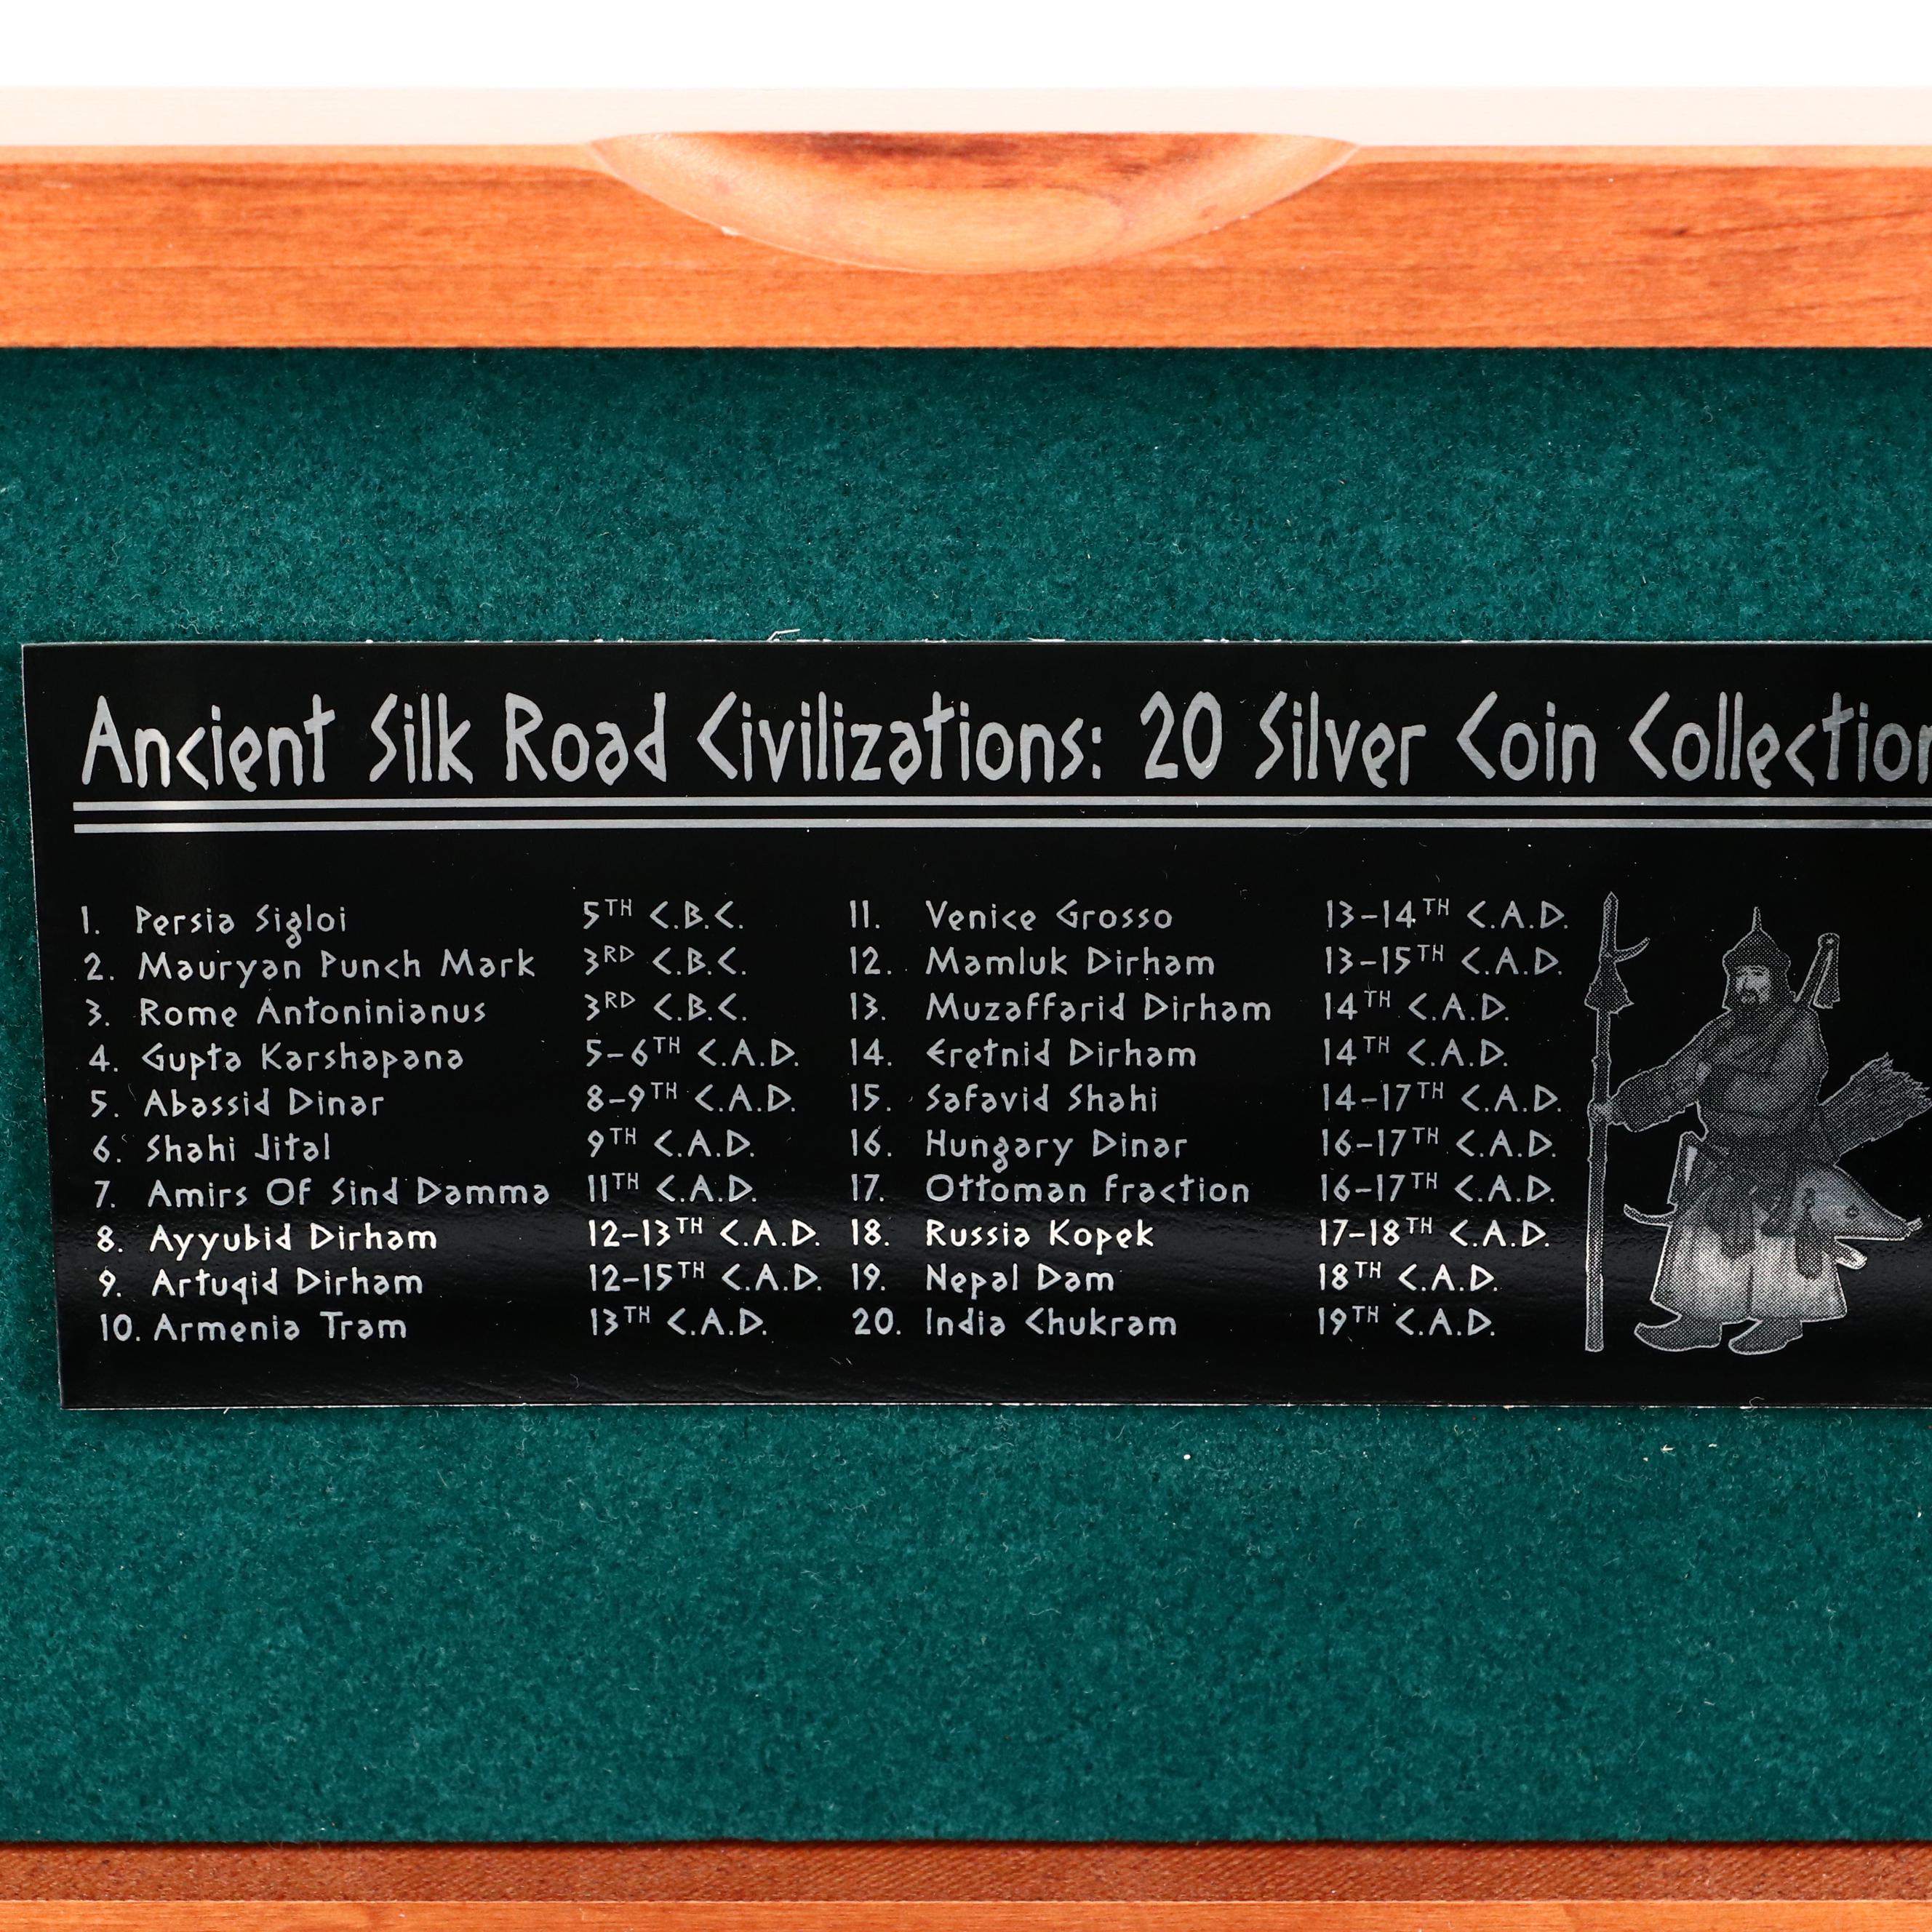 Ancient Silk Road Civilizations: 20 Silver Coin Collection
1. Persia Sigloi 5TH C.B.C.
2. Mauryan Punch Mark 3RD C.B.C.
3. Rome Antoninianus 3RD C.B.C.
4. Gupta Karshapana 5-6TH C.A.D.
5. Abassid Dinar 8-9TH C.A.D.
6. Shahi Jital 9TH C.A.D.
7. Amirs Of Sind Damma 11TH C.A.D.
8. Ayyubid Dirham 12-13TH C.A.D.
9. Artuqid Dirham 12-15TH C.A.D.
10. Armenia Tram 13TH C.A.D.
11. Venice Grosso 13-14TH C.A.D.
12. Mamluk Dirham 13-15TH C.A.D.
13. Muzaffarid Dirham 14TH C.A.D.
14. Eretnid Dirham 14TH C.A.D.
15. Safavid Shahi 14-17TH C.A.D.
16. Hungary Dinar 16-17TH C.A.D.
17. Ottoman Fraction 16-17TH C.A.D.
18. Russia Kopek 17-18TH C.A.D.
19. Nepal Dam 18TH C.A.D.
20. India Chukram 19TH C.A.D.